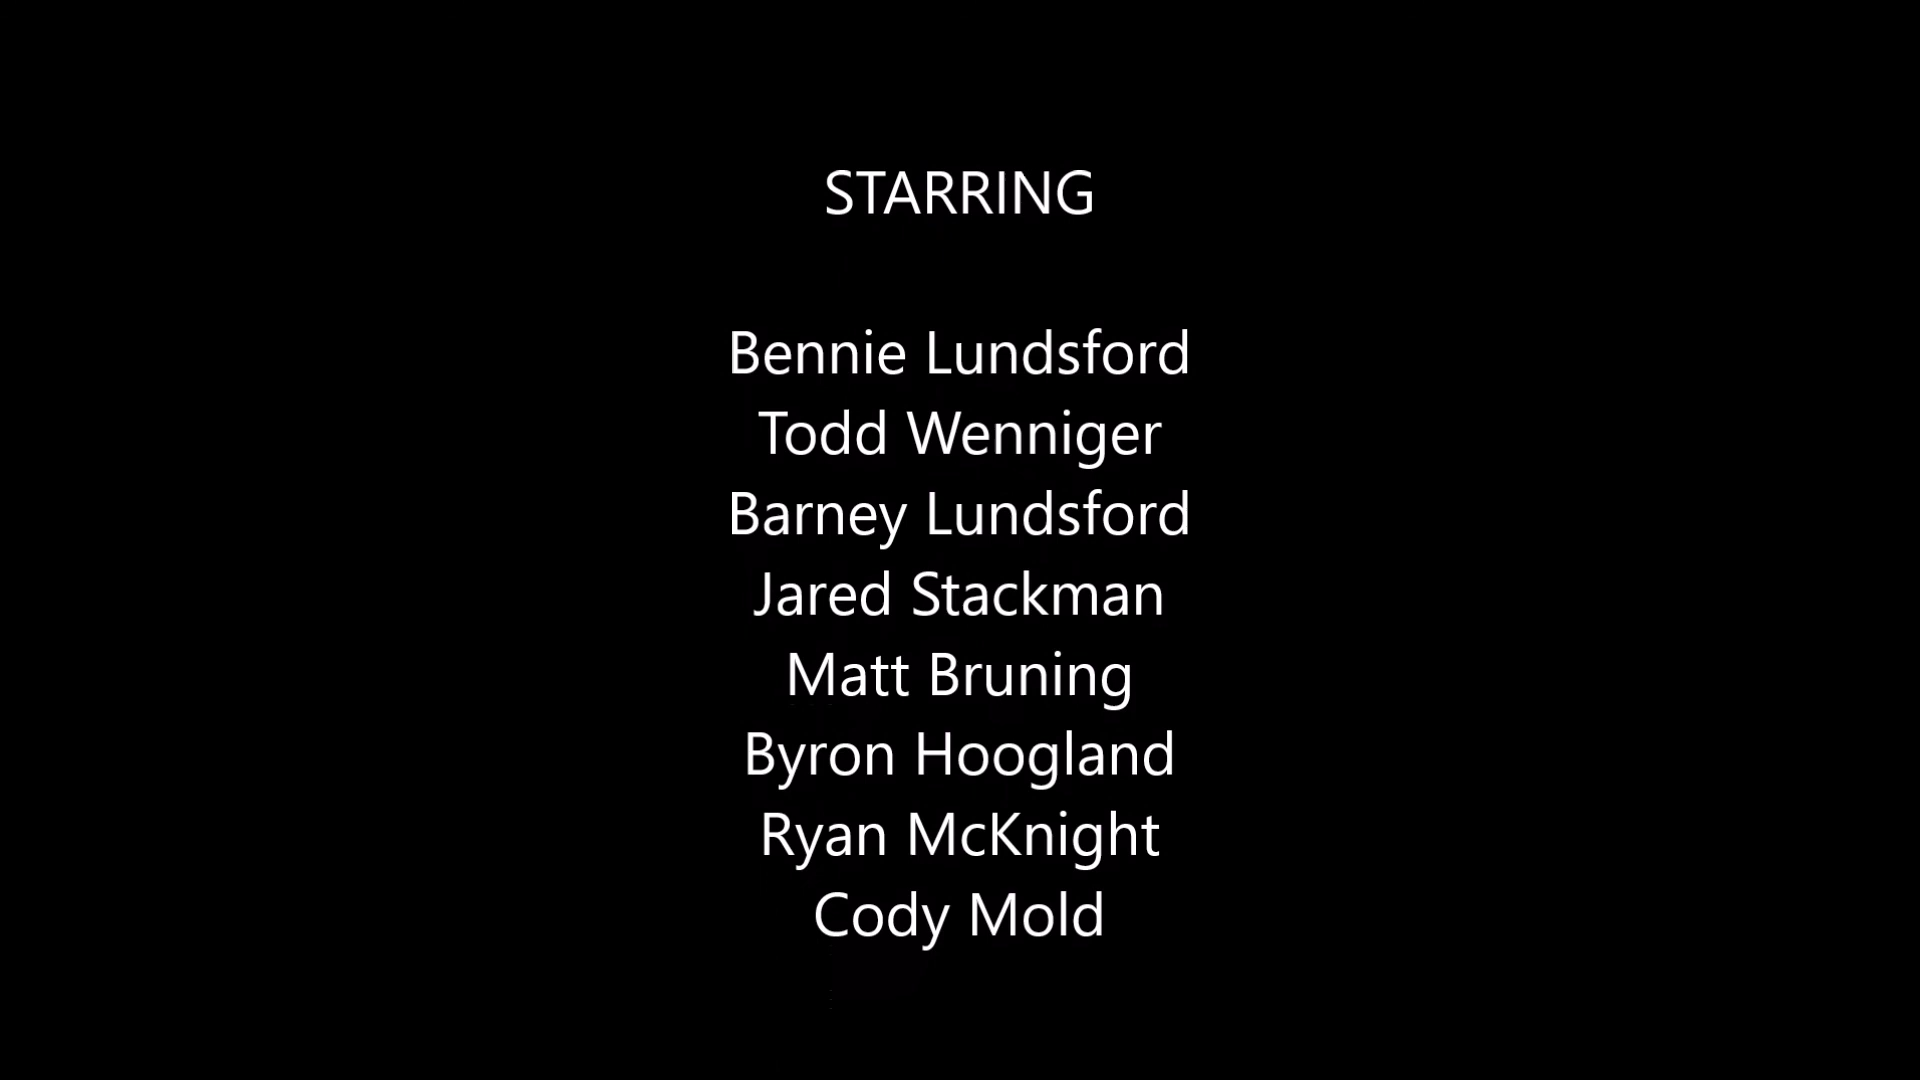 STARRING
Bennie Lundsford
Todd Wenniger
Barney Lundsford
Jared Stackman
Matt Bruning
Byron Hoogland
Ryan McKnight
Cody Mold